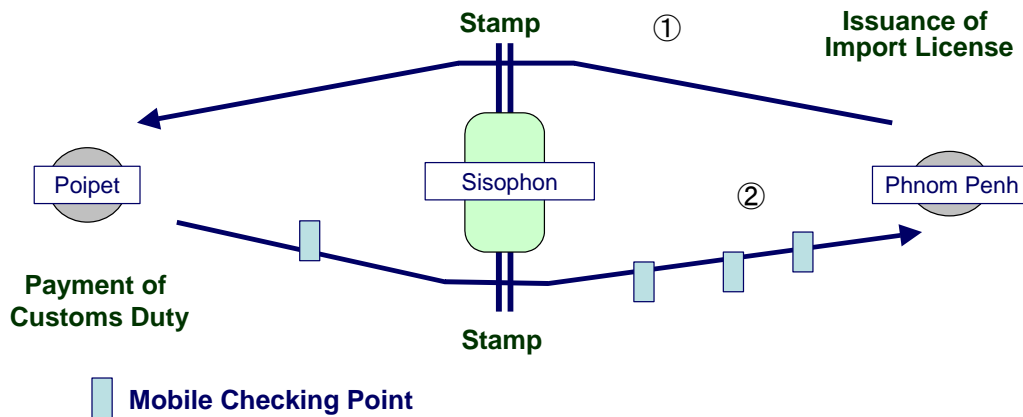 Stamp
①
Issuance of
Import License
Poipet
Sisophon
Phnom Penh
②
Payment of
Customs Duty
Stamp
Mobile Checking Point